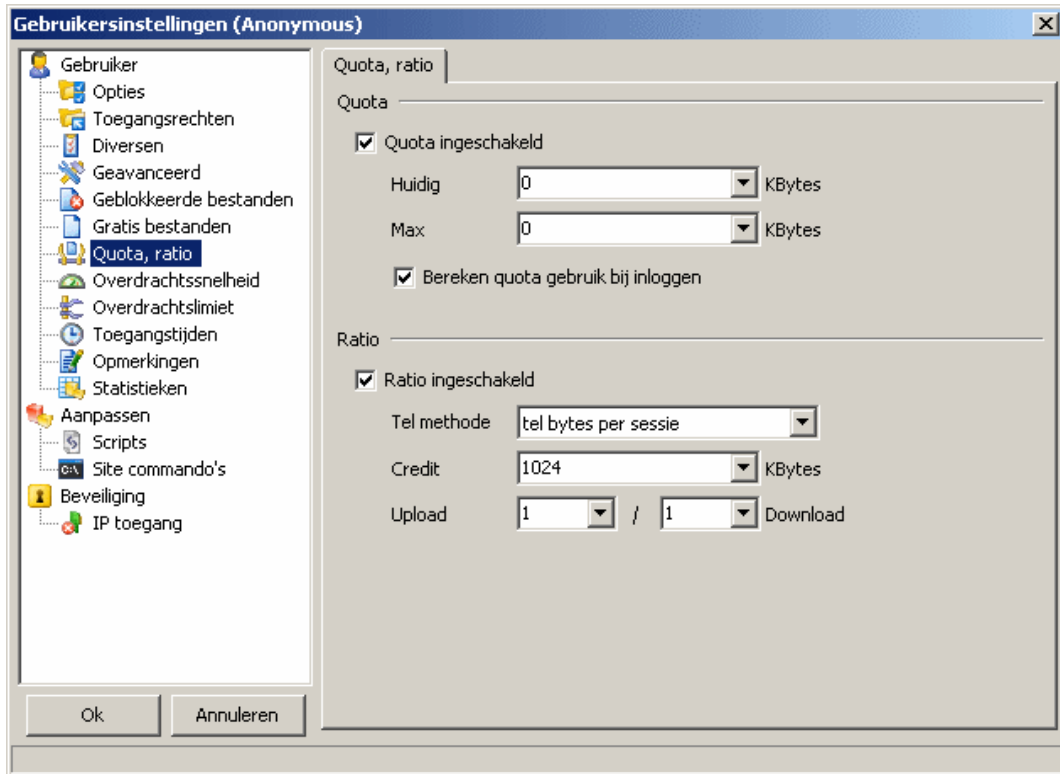 Gebruikersinstellingen (Anonymous)
Gebruiker
Opties
Toegangsrechten
Diversen
Geavanceerd
Geblokkeerde bestanden
Gratis bestanden
Quota, ratio
Overdrachtssnelheid
Overdrachtslimiet
Toegangstijden
Opmerkingen
Statistieken
Aanpassen
Scripts
C:\ Site commando's
Beveiliging
IP toegang
Ok
Annuleren
Quota, ratio
Quota
Quota ingeschakeld
Huidig 0 KBytes
Max 0 KBytes
Bereken quota gebruik bij inloggen
Ratio
Ratio ingeschakeld
Tel methode tel bytes per sessie
Credit 1024 KBytes
Upload 1 / 1 Download